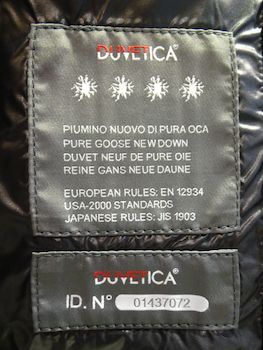 DUVETICA®
PIUMINO NUOVO DI PURA OCA
PURE GOOSE NEW DOWN
DUVET NEUF DE PURE OIE
REINE GANS NEUE DAUNE
EUROPEAN RULES: EN 12934
USA-2000 STANDARDS
JAPANESE RULES: JIS 1903
DUVETICA®
ID. N° 01437072